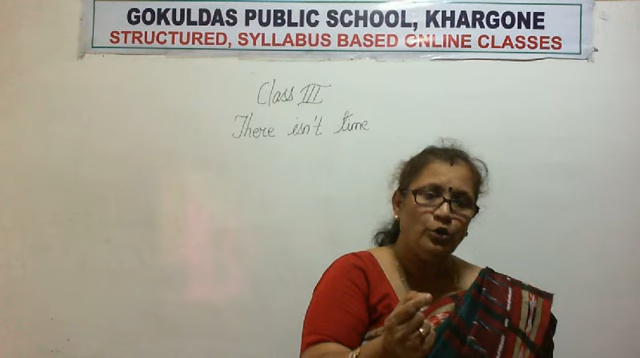 GOKULDAS PUBLIC SCHOOL, KHARGONE
STRUCTURED, SYLLABUS BASED ONLINE CLASSES
Class III
There isn't time